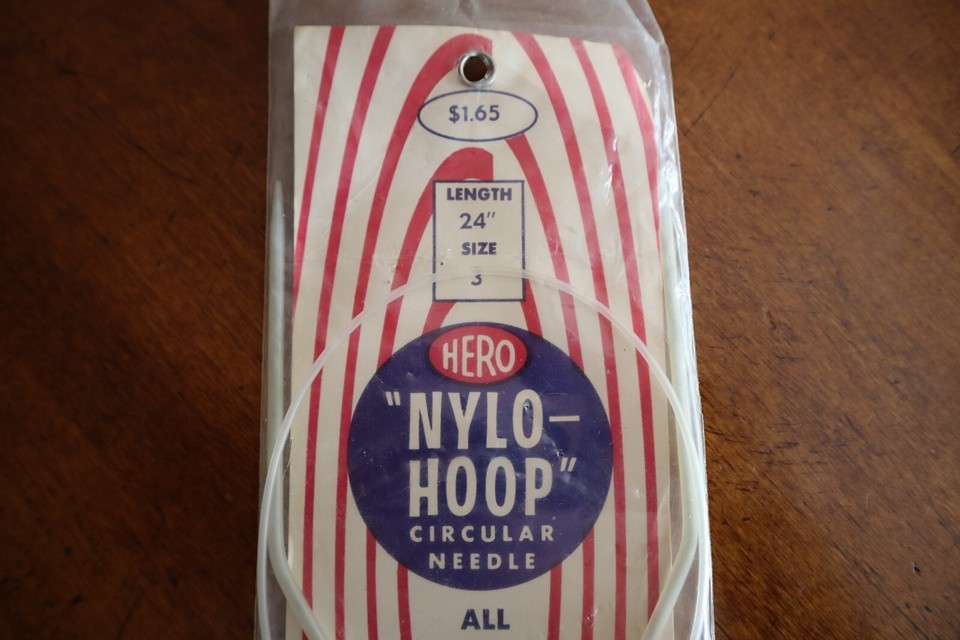 $1.65
LENGTH
24"
SIZE
3
HERO
"NYLO-
HOOP"
CIRCULAR
NEEDLE
ALL